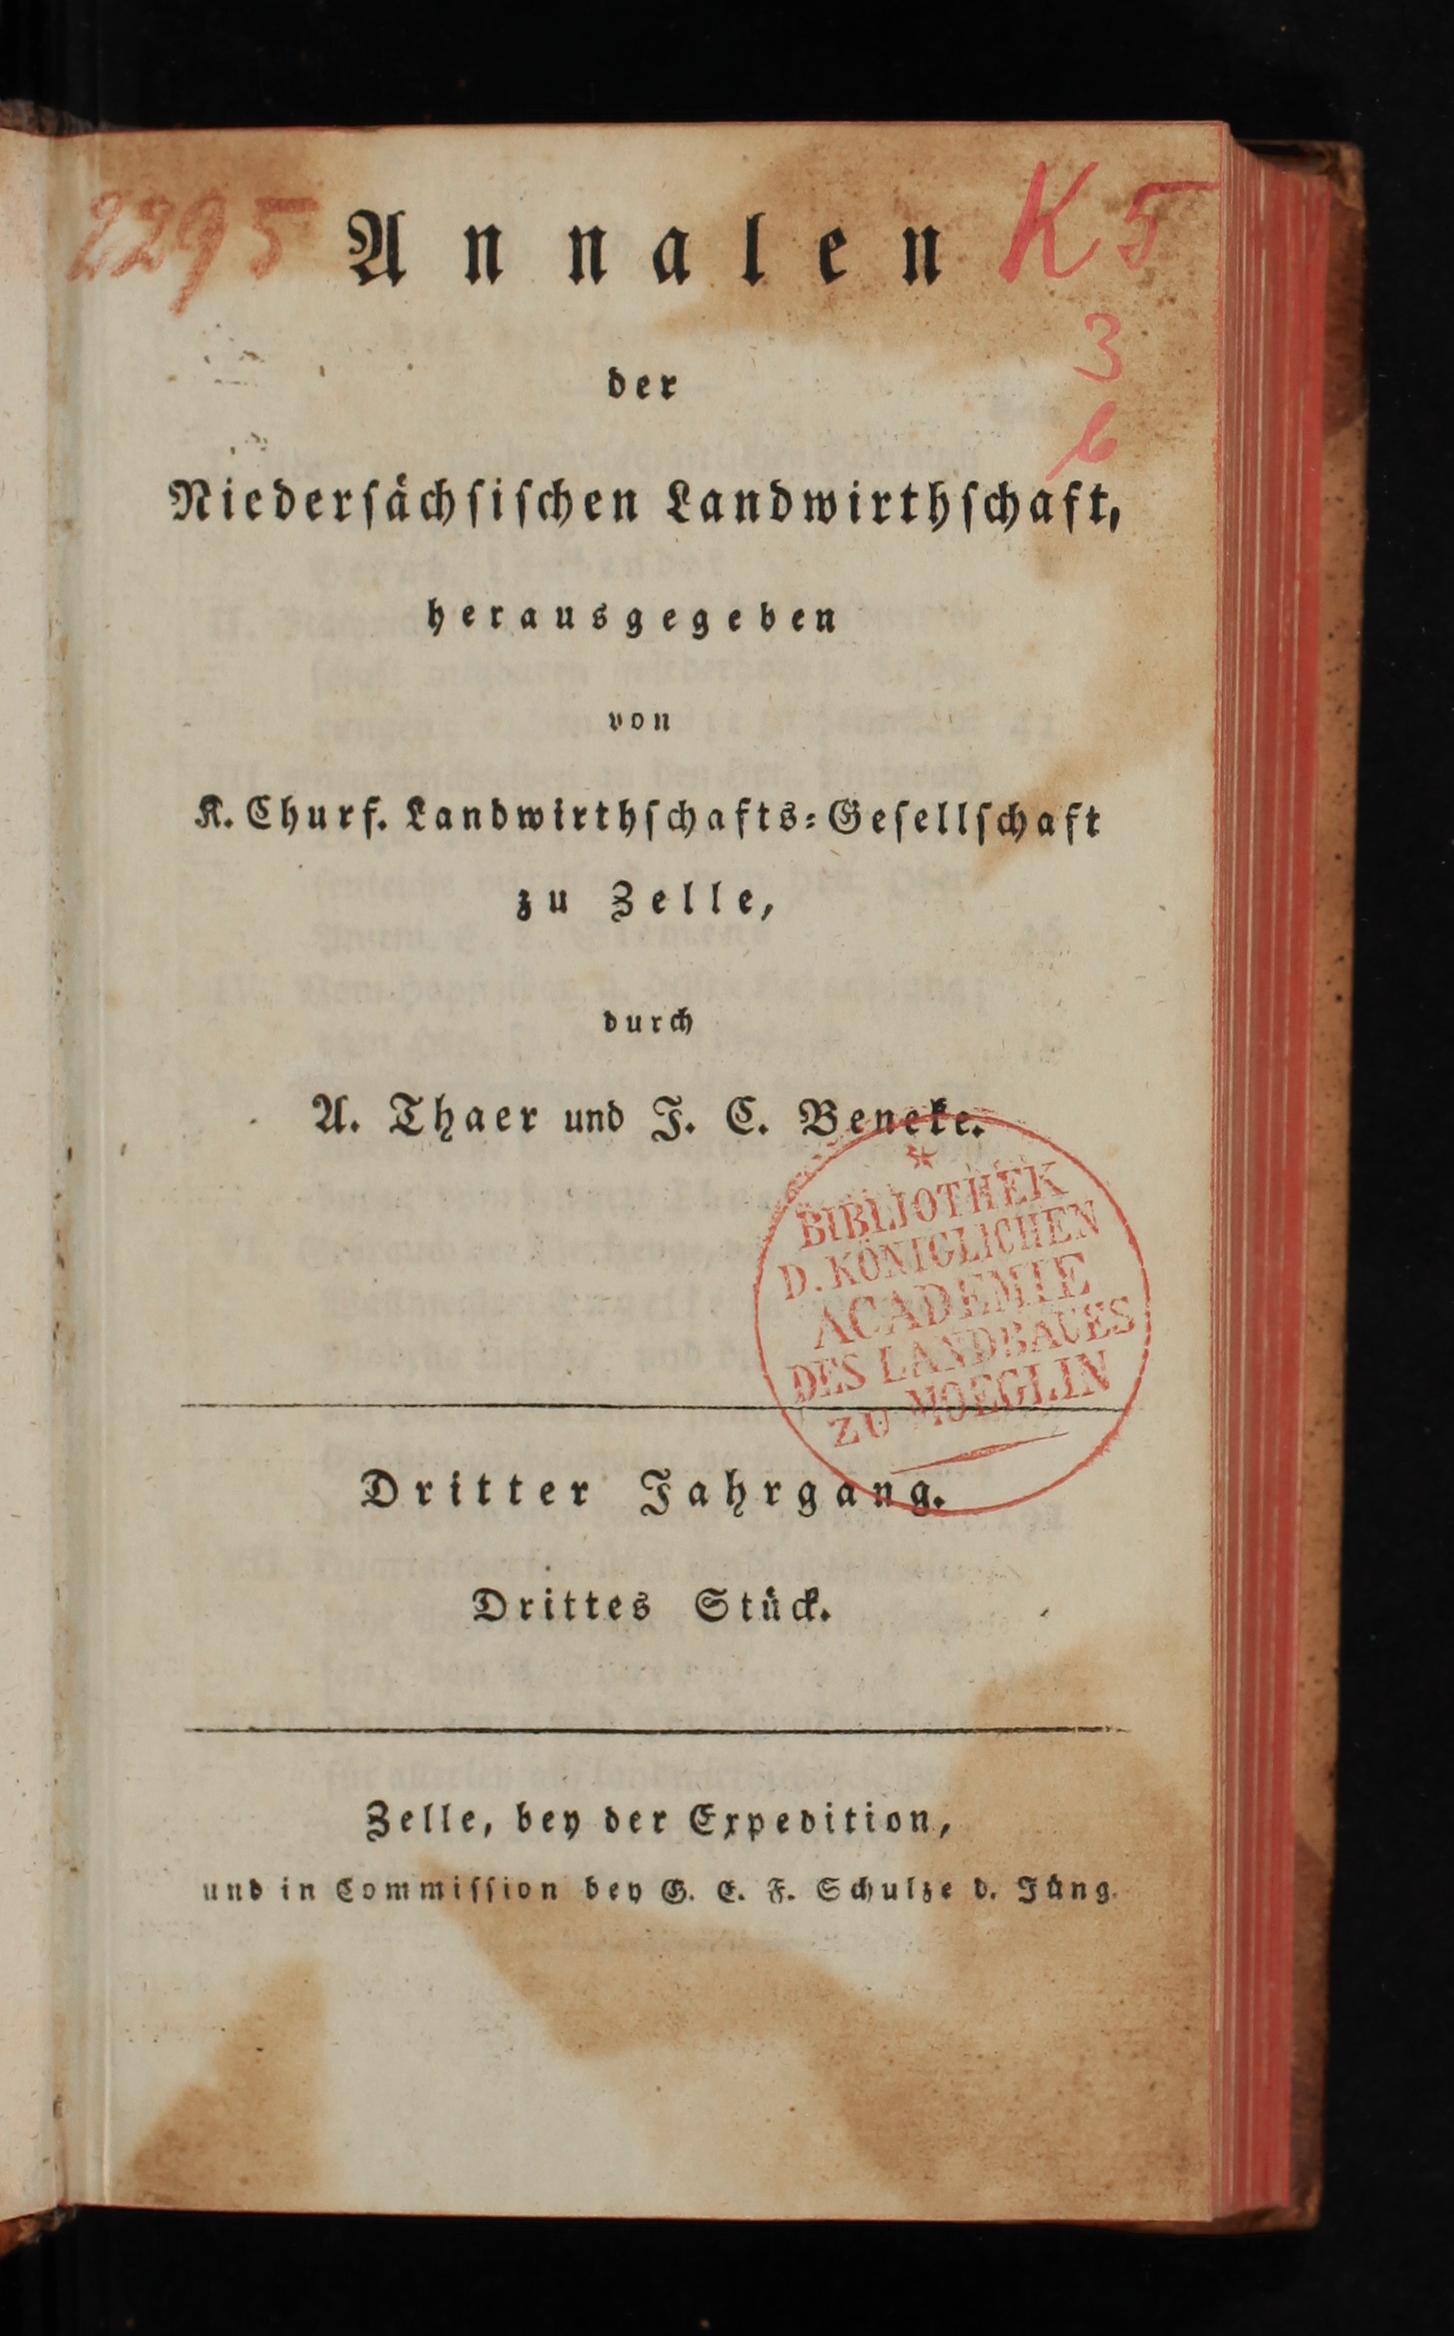 2295
Annalen
K 5
3
b
der
Niederſächſiſchen Landwirthſchaft,
herausgegeben
von
K. Churf. Landwirthſchafts⸗Geſellſchaft
zu Zelle,
durch
A. Thaer und J. C. Beneke.
*
BIBLIOTHEK
D. KÖNIGLICHEN
ACADEMIE
DES LANDBAUES
ZU MOEGLIN
Dritter Jahrgang.
Drittes Stück.
Zelle, bey der Expedition,
und in Commiſſion bey G. E. F. Schulze d. Jüng.